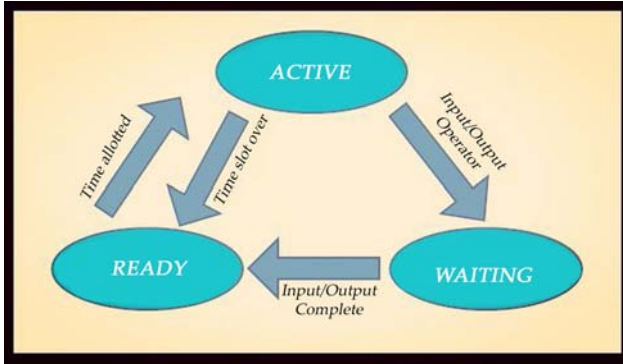 ACTIVE
Time allotted
Time slot over
Input/Output
Operator
READY
WAITING
Input/Output
Complete